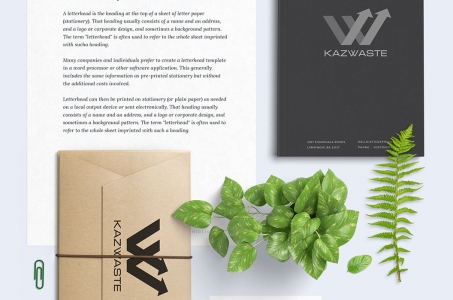 A letterhead is the heading at the top of a sheet of letter paper
(stationery). That heading usually consists of a name and an address,
and a logo or corporate design, and sometimes a background pattern.
The term "letterhead" is often used to refer to the whole sheet imprinted
with sucha heading.
Many companies and individuals prefer to create a letterhead template
in a word processor or other software application. This generally
includes the same information as pre-printed stationery but without
the additional costs involved.
Letterhead can then be printed on stationery (or plain paper) as needed
on a local output device or sent electronically. That heading usually
consists of a name and an address, and a logo or corporate design, and
sometimes a background pattern. The term "letterhead" is often used to
refer to the whole sheet imprinted with such a heading.
KAZWASTE
KAZWASTE